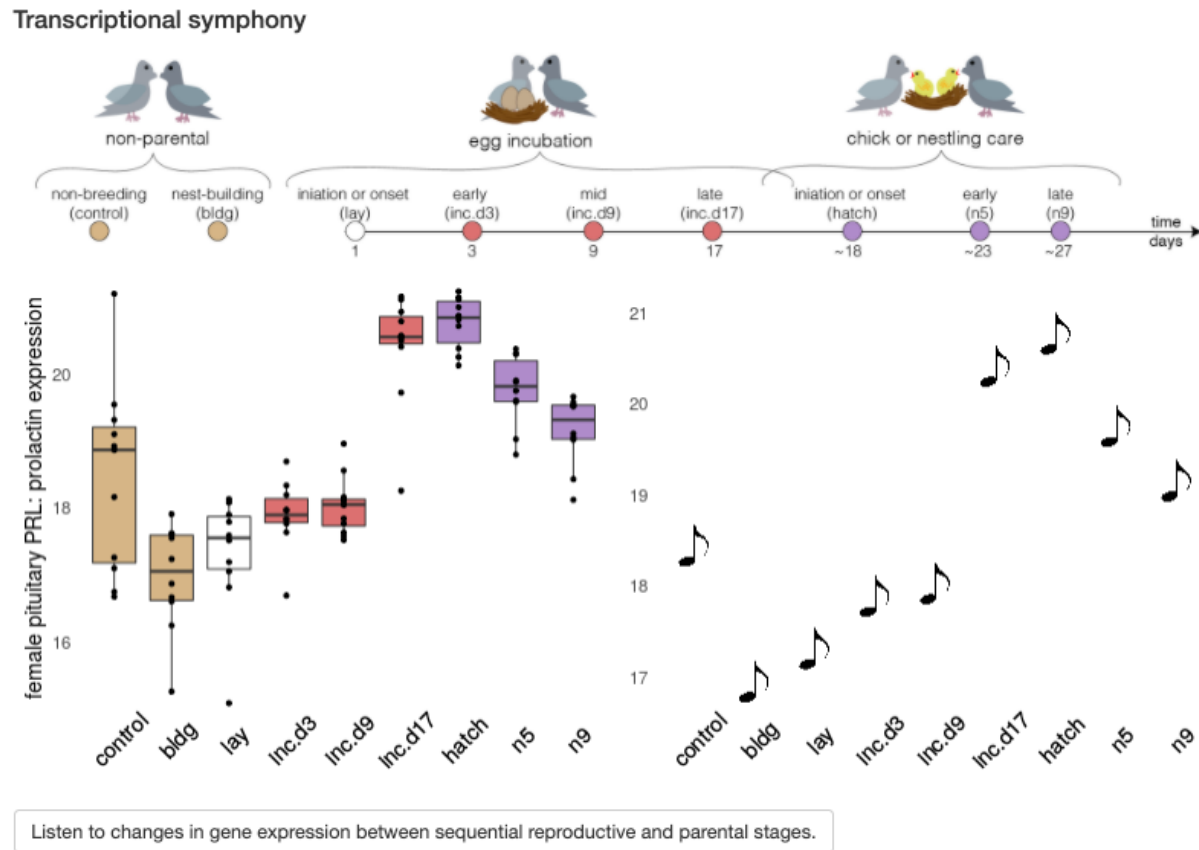 Transcriptional symphony
non-parental
egg incubation
chick or nestling care
non-breeding
(control)
nest-building
(bldg)
iniation or onset
(lay)
early
(inc.d3)
mid
(inc.d9)
late
(inc.d17)
iniation or onset
(hatch)
early
(n5)
late
(n9)
time
days
1
3
9
17
~18
~23
~27
female pituitary PRL: prolactin expression
20
18
16
control
bldg
lay
inc.d3
inc.d9
inc.d17
hatch
n5
n9
21
20
19
18
17
control
bldg
lay
inc.d3
inc.d9
inc.d17
hatch
n5
n9
Listen to changes in gene expression between sequential reproductive and parental stages.